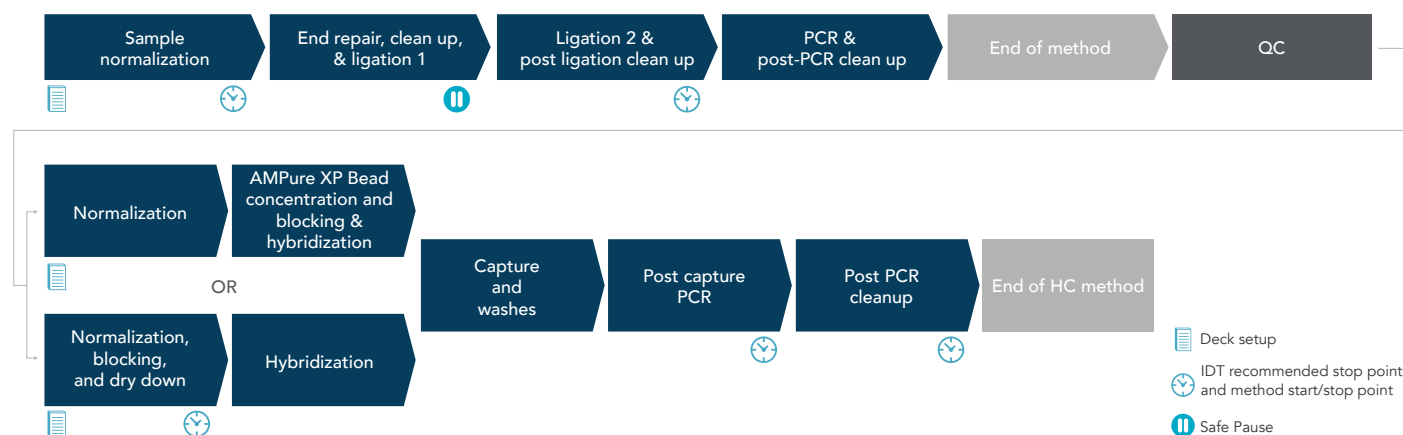 Sample
normalization
End repair, clean up,
& ligation 1
Ligation 2 &
post ligation clean up
PCR &
post-PCR clean up
End of method
QC
Normalization
AMPure XP Bead
concentration and
blocking &
hybridization
OR
Normalization,
blocking,
and dry down
Hybridization
Capture
and
washes
Post capture
PCR
Post PCR
cleanup
End of HC method
Deck setup
IDT recommended stop point
and method start/stop point
Safe Pause